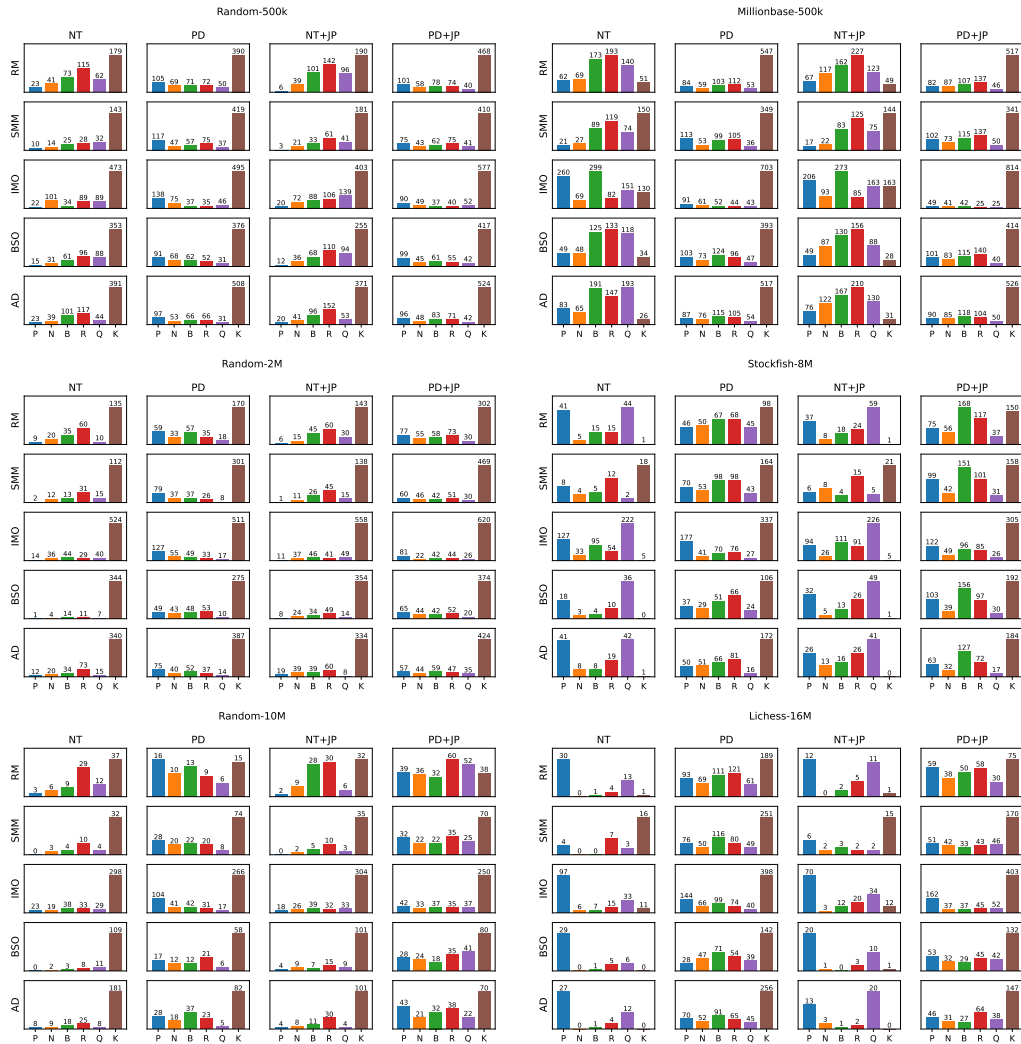 Random-500k
NT PD NT+JP PD+JP
RM 23 41 73 115 62 179 105 69 71 72 50 390 6 39 101 142 96 190 101 58 78 74 40 468
SMM 10 14 25 28 32 143 117 47 57 75 37 419 3 21 33 61 41 181 75 43 62 75 41 410
IMO 22 101 34 89 89 473 138 75 37 35 46 495 20 72 88 106 139 403 90 49 37 40 52 577
BSO 15 31 61 96 88 353 91 68 62 52 31 376 12 36 68 110 94 255 99 45 61 55 42 417
AD 23 39 101 117 44 391 97 53 66 66 31 508 20 41 96 152 53 371 96 48 83 71 42 524
P N B R Q K P N B R Q K P N B R Q K P N B R Q K
Millionbase-500k
NT PD NT+JP PD+JP
RM 62 69 173 193 140 51 84 59 103 112 53 547 67 117 162 227 123 49 82 87 107 137 46 517
SMM 21 27 89 119 74 150 113 53 99 105 36 349 17 22 83 125 75 144 102 73 115 137 50 341
IMO 260 69 299 82 151 130 91 61 52 44 43 703 206 93 273 85 163 163 49 41 42 25 25 814
BSO 49 48 125 133 118 34 103 73 124 96 47 393 49 87 130 156 88 28 101 83 115 140 40 414
AD 83 65 191 147 193 26 87 76 115 105 54 517 76 122 167 210 130 31 90 85 118 104 50 526
P N B R Q K P N B R Q K P N B R Q K P N B R Q K
Random-2M
NT PD NT+JP PD+JP
RM 9 20 35 60 10 135 59 33 57 35 18 170 6 15 45 60 30 143 77 55 58 73 30 302
SMM 2 12 13 31 15 112 79 37 37 26 8 301 1 11 26 45 15 138 60 46 42 51 30 469
IMO 14 36 44 29 40 524 127 55 49 33 17 511 11 37 46 41 49 558 81 22 42 44 26 620
BSO 1 4 14 11 7 344 49 43 48 53 10 275 8 24 34 49 14 354 65 44 42 52 20 374
AD 12 20 34 73 15 340 75 40 52 37 14 387 19 39 39 60 8 334 57 44 59 47 35 424
P N B R Q K P N B R Q K P N B R Q K P N B R Q K
Stockfish-8M
NT PD NT+JP PD+JP
RM 41 5 15 15 44 1 46 50 67 68 45 98 37 8 18 24 59 1 75 56 168 117 37 150
SMM 8 4 5 12 2 18 70 53 98 98 43 164 6 8 4 15 5 21 99 42 151 101 31 158
IMO 127 33 95 54 222 5 177 41 70 76 27 337 94 26 111 91 226 5 122 49 96 85 26 305
BSO 18 3 4 10 36 0 37 29 51 66 24 106 32 5 13 26 49 1 103 39 156 97 30 192
AD 41 8 8 19 42 1 50 51 66 81 16 172 26 13 16 26 41 0 63 32 127 72 17 184
P N B R Q K P N B R Q K P N B R Q K P N B R Q K
Random-10M
NT PD NT+JP PD+JP
RM 3 6 9 29 12 37 16 10 13 9 6 15 2 9 28 30 6 32 39 36 32 60 52 38
SMM 0 3 4 10 4 32 28 20 22 20 8 74 0 2 5 10 3 35 32 22 22 35 25 70
IMO 23 19 38 33 29 298 104 41 42 31 17 266 18 26 39 32 33 304 42 33 37 35 37 250
BSO 0 2 3 8 11 109 17 12 12 21 6 58 4 9 7 15 9 101 28 24 18 35 41 80
AD 8 9 18 25 8 181 28 18 37 23 5 82 4 8 11 30 4 101 43 21 32 38 22 70
P N B R Q K P N B R Q K P N B R Q K P N B R Q K
Lichess-16M
NT PD NT+JP PD+JP
RM 30 0 1 4 13 1 93 69 111 121 61 189 12 0 2 5 11 1 59 38 50 58 30 75
SMM 4 0 0 7 3 16 76 50 116 80 49 251 6 2 3 2 2 15 51 42 33 43 46 170
IMO 97 6 7 15 33 11 144 66 99 74 40 398 70 3 12 20 34 12 162 37 37 45 52 403
BSO 29 0 1 5 6 0 28 47 71 54 39 142 20 1 0 3 10 1 53 32 29 45 42 132
AD 27 0 1 4 12 0 70 52 91 65 45 256 13 3 1 2 20 0 46 31 27 64 38 147
P N B R Q K P N B R Q K P N B R Q K P N B R Q K